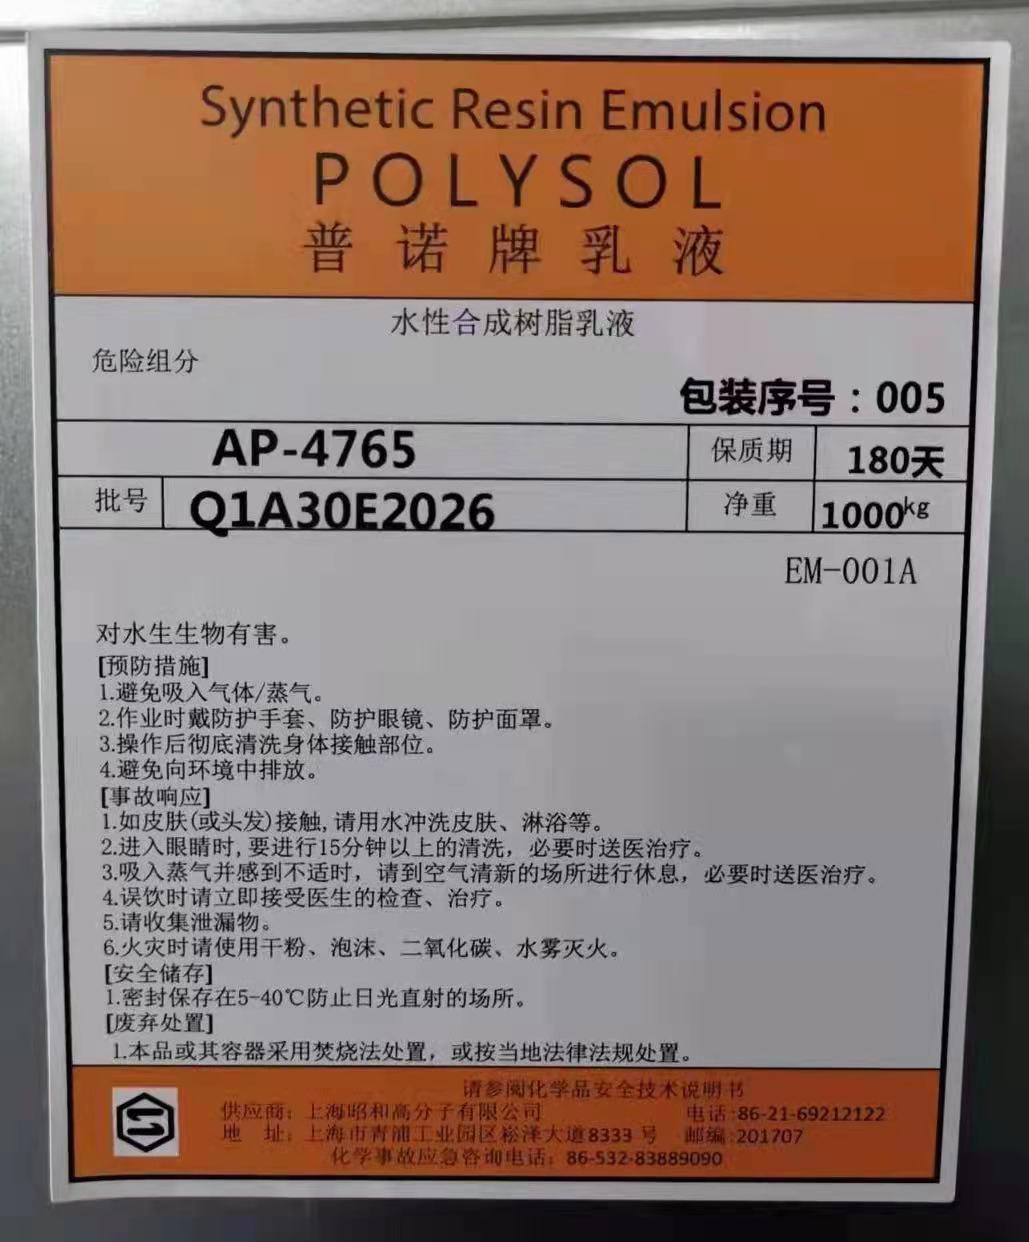 Synthetic Resin Emulsion
POLYSOL
普诺牌乳液
水性合成树脂乳液
危险组分
包装序号：005
AP-4765 保质期 180天
批号 Q1A30E2026 净重 1000kg
EM-001A
对水生生物有害。
[预防措施]
1.避免吸入气体/蒸气。
2.作业时戴防护手套、防护眼镜、防护面罩。
3.操作后彻底清洗身体接触部位。
4.避免向环境中排放。
[事故响应]
1.如皮肤(或头发)接触,请用水冲洗皮肤、淋浴等。
2.进入眼睛时,要进行15分钟以上的清洗，必要时送医治疗。
3.吸入蒸气并感到不适时，请到空气清新的场所进行休息，必要时送医治疗。
4.误饮时请立即接受医生的检查、治疗。
5.请收集泄漏物。
6.火灾时请使用干粉、泡沫、二氧化碳、水雾灭火。
[安全储存]
1.密封保存在5-40℃防止日光直射的场所。
[废弃处置]
1.本品或其容器采用焚烧法处置，或按当地法律法规处置。
请参阅化学品安全技术说明书
供应商：上海昭和高分子有限公司 电话:86-21-69212122
地 址：上海市青浦工业园区崧泽大道8333 号 邮编:201707
化学事故应急咨询电话：86-532-83889090